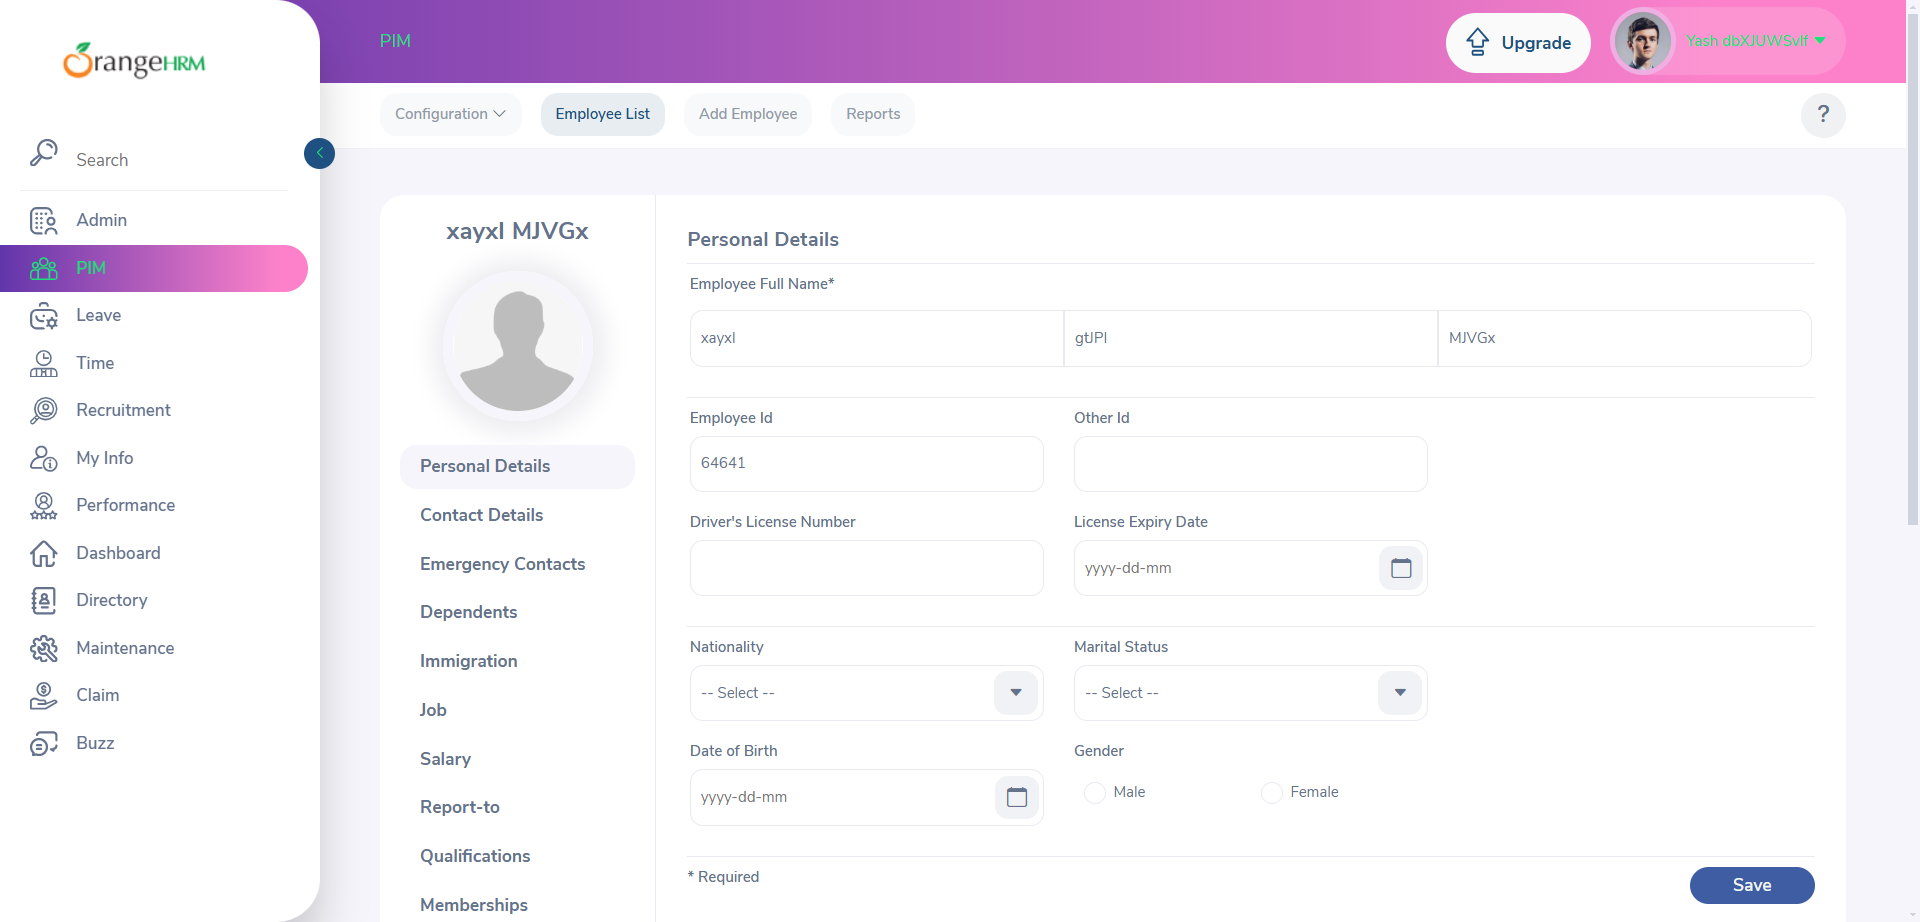 OrangeHRM
PIM
Upgrade
Yash dbXJUWSvlf
Configuration
Employee List
Add Employee
Reports
?
Search
Admin
PIM
Leave
Time
Recruitment
My Info
Performance
Dashboard
Directory
Maintenance
Claim
Buzz
xayxl MJVGx
Personal Details
Contact Details
Emergency Contacts
Dependents
Immigration
Job
Salary
Report-to
Qualifications
Memberships
Personal Details
Employee Full Name*
xayxl gtJPl MJVGx
Employee Id Other Id
64641
Driver's License Number License Expiry Date
yyyy-dd-mm
Nationality Marital Status
-- Select -- -- Select --
Date of Birth Gender
yyyy-dd-mm Male Female
* Required
Save